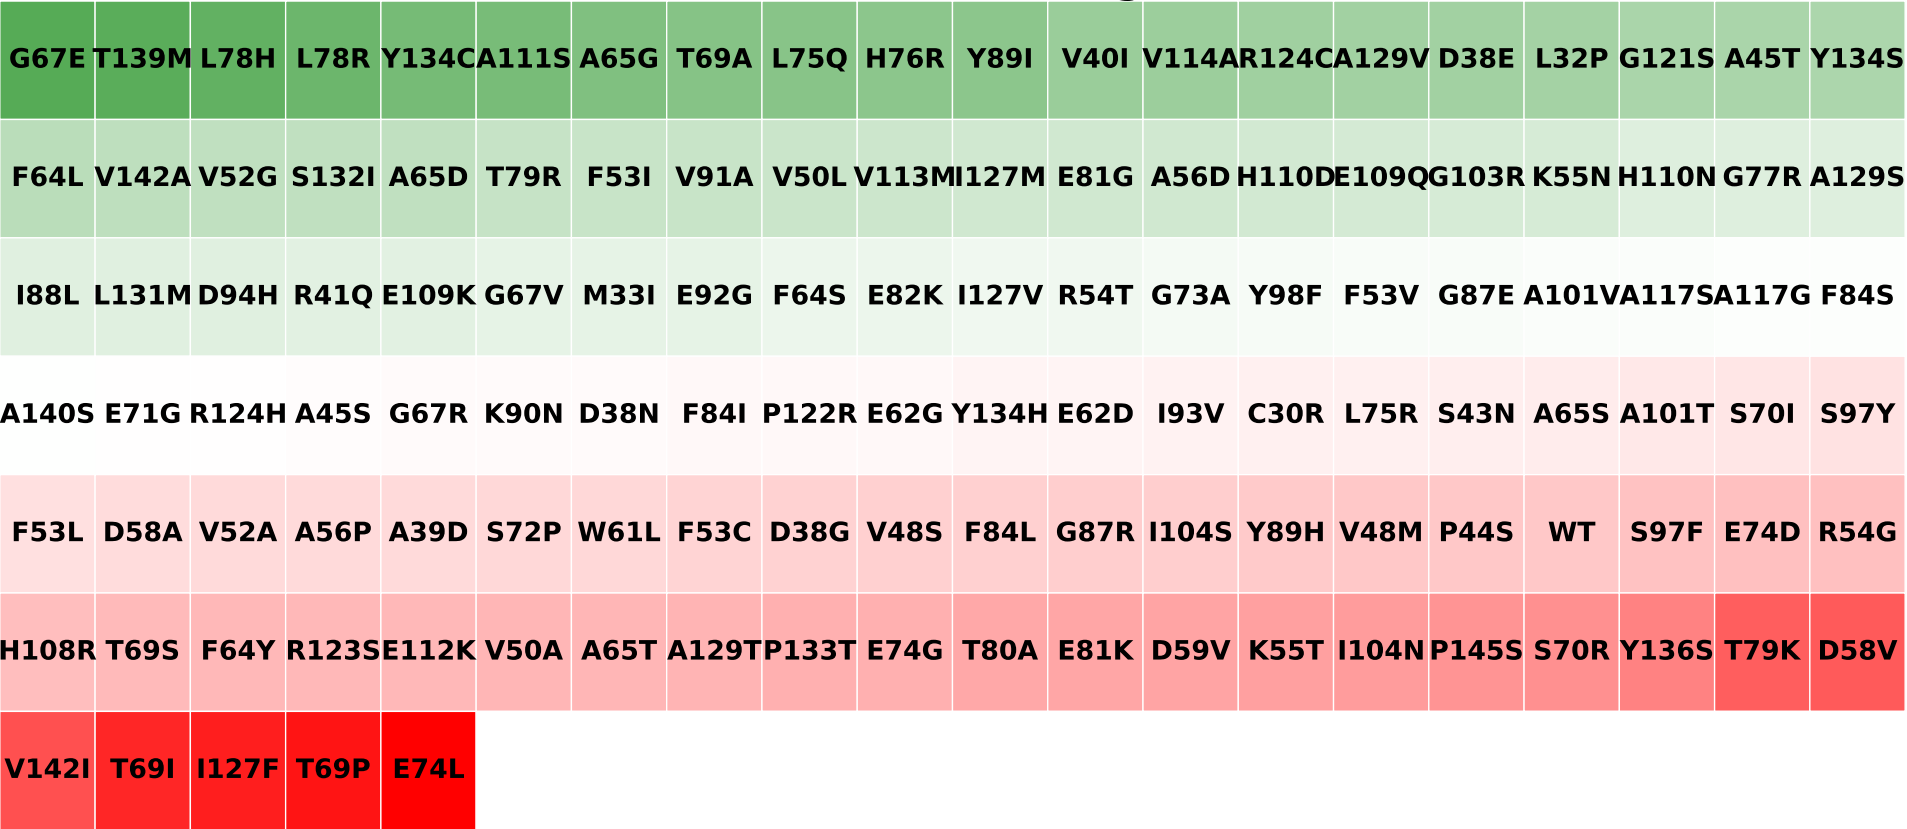 G67E T139M L78H L78R Y134C A111S A65G T69A L75Q H76R Y89I V40I V114A R124C A129V D38E L32P G121S A45T Y134S
F64L V142A V52G S132I A65D T79R F53I V91A V50L V113M I127M E81G A56D H110D E109Q G103R K55N H110N G77R A129S
I88L L131M D94H R41Q E109K G67V M33I E92G F64S E82K I127V R54T G73A Y98F F53V G87E A101V A117S A117G F84S
A140S E71G R124H A45S G67R K90N D38N F84I P122R E62G Y134H E62D I93V C30R L75R S43N A65S A101T S70I S97Y
F53L D58A V52A A56P A39D S72P W61L F53C D38G V48S F84L G87R I104S Y89H V48M P44S WT S97F E74D R54G
H108R T69S F64Y R123S E112K V50A A65T A129T P133T E74G T80A E81K D59V K55T I104N P145S S70R Y136S T79K D58V
V142I T69I I127F T69P E74L